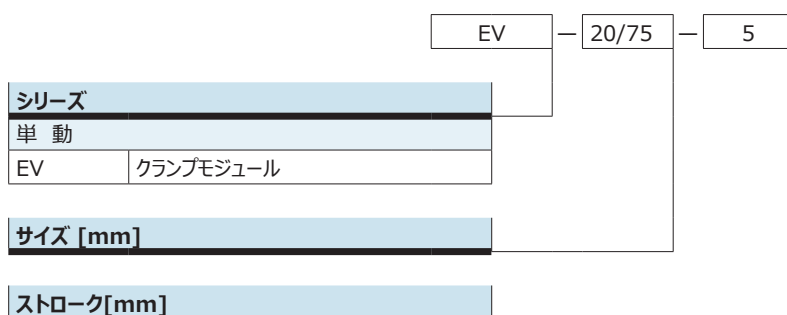 EV — 20/75 — 5
シリーズ
単 動
EV クランプモジュール
サイズ [mm]
ストローク[mm]